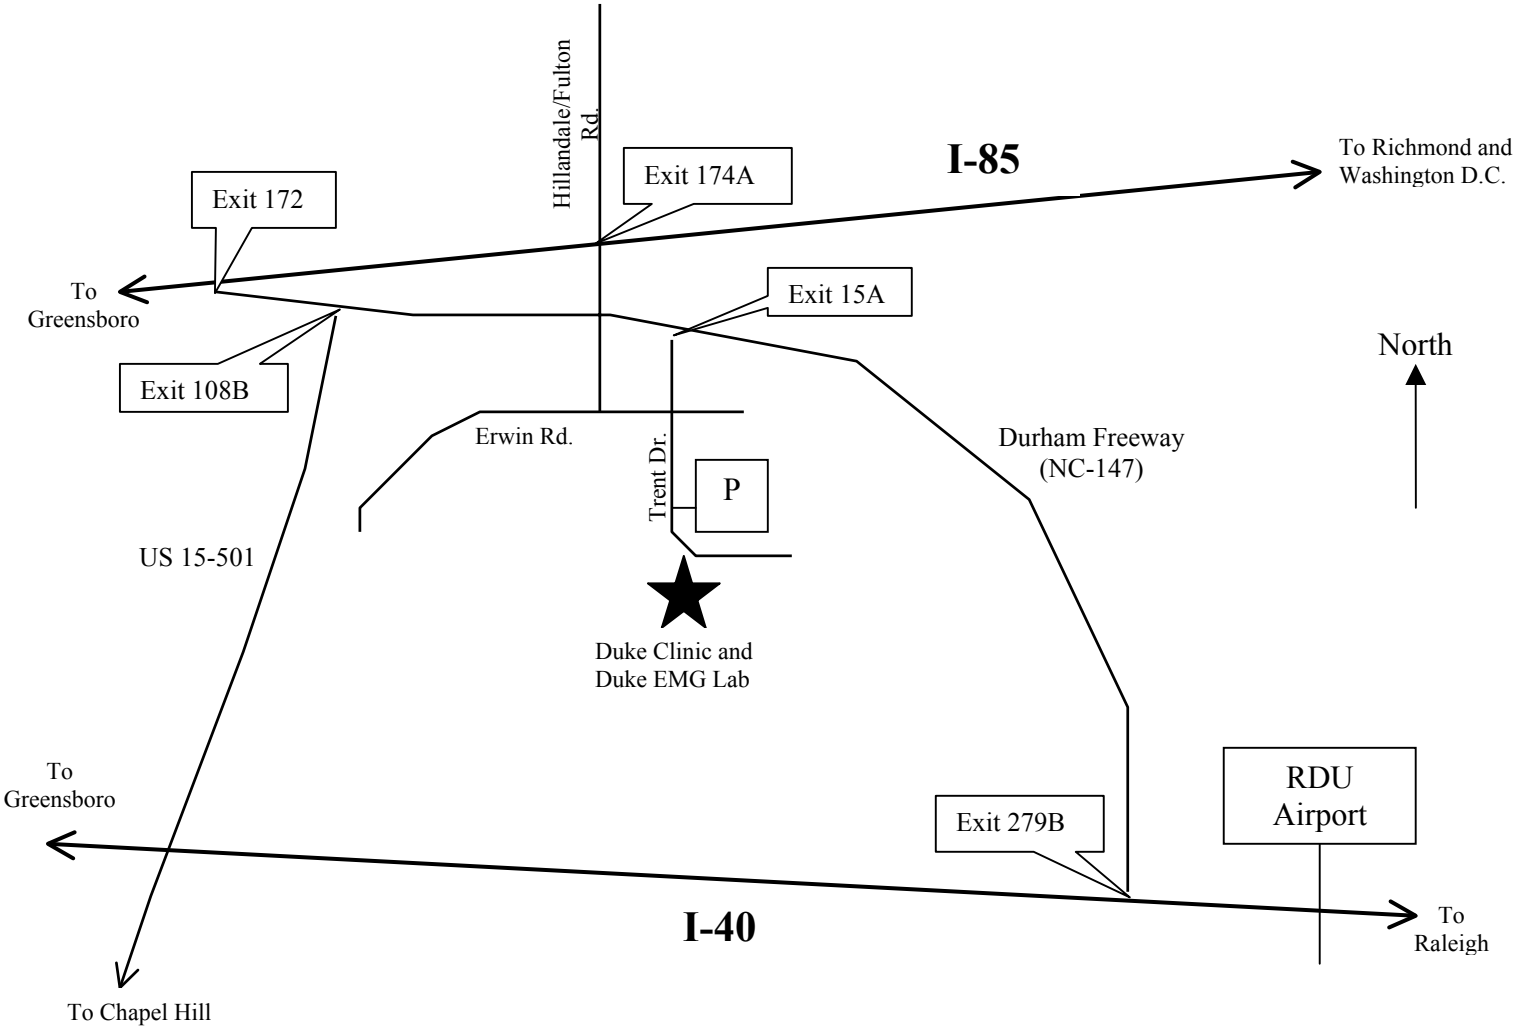 Hillandale/Fulton
Rd.
I-85
To Richmond and
Washington D.C.
Exit 174A
Exit 172
To
Greensboro
Exit 15A
North
Exit 108B
Erwin Rd.
Durham Freeway
(NC-147)
Trent Dr.
P
US 15-501
Duke Clinic and
Duke EMG Lab
To
Greensboro
RDU
Airport
Exit 279B
I-40
To
Raleigh
To Chapel Hill